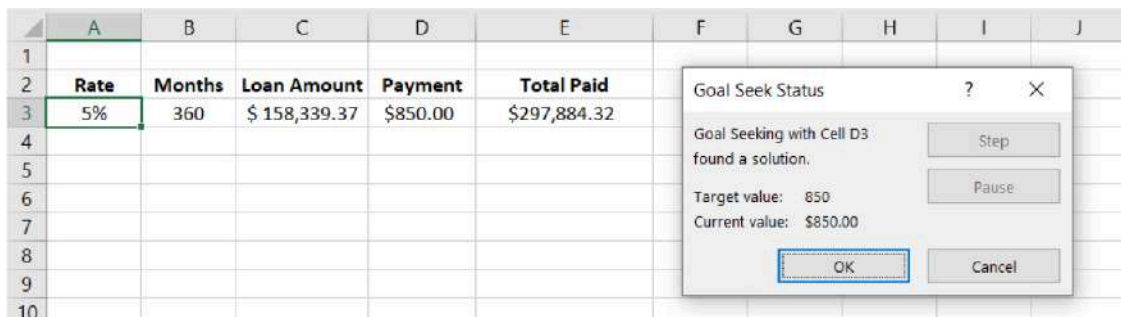 A B C D E F G H I J
1
2 Rate Months Loan Amount Payment Total Paid
3 5% 360 $ 158,339.37 $850.00 $297,884.32
4
5
6
7
8
9
10
Goal Seek Status ? ×
Goal Seeking with Cell D3
found a solution.
Step
Pause
Target value: 850
Current value: $850.00
OK Cancel